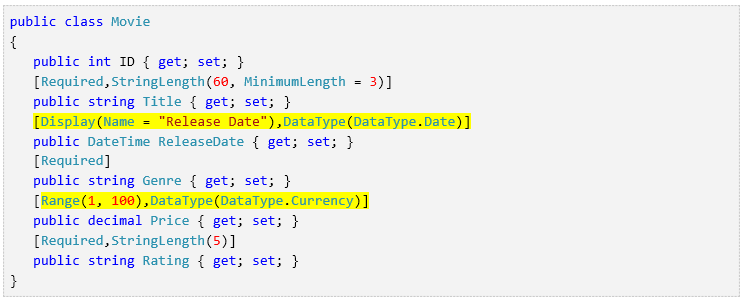 public class Movie
{
public int ID { get; set; }
[Required,StringLength(60, MinimumLength = 3)]
public string Title { get; set; }
[Display(Name = "Release Date"),DataType(DataType.Date)]
public DateTime ReleaseDate { get; set; }
[Required]
public string Genre { get; set; }
[Range(1, 100),DataType(DataType.Currency)]
public decimal Price { get; set; }
[Required,StringLength(5)]
public string Rating { get; set; }
}